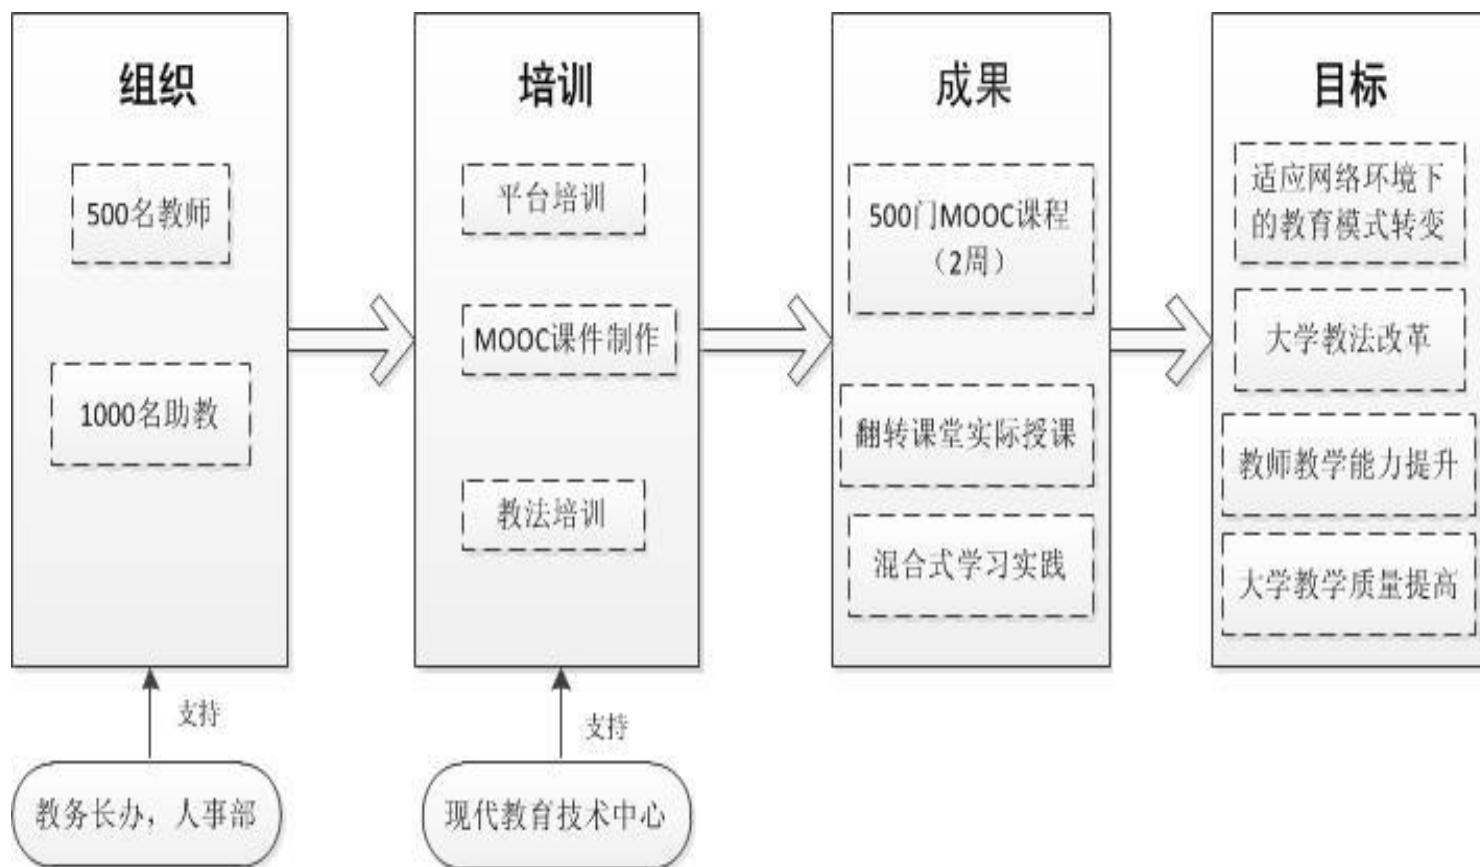 组织
500名教师
1000名助教
培训
平台培训
MOOC课件制作
教法培训
成果
500门MOOC课程
（2周）
翻转课堂实际授课
混合式学习实践
目标
适应网络环境下
的教育模式转变
大学教法改革
教师教学能力提升
大学教学质量提高
支持
教务长办，人事部
支持
现代教育技术中心